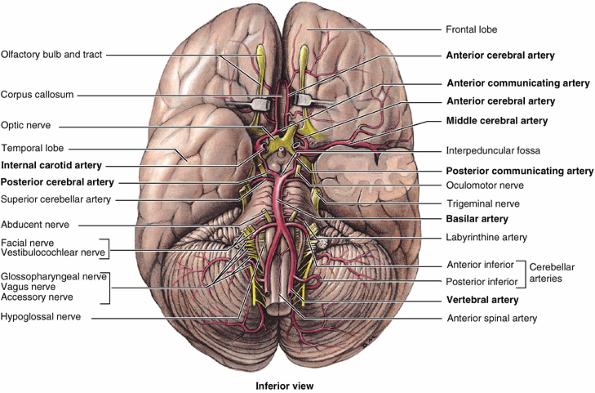 Olfactory bulb and tract
Corpus callosum
Optic nerve
Temporal lobe
Internal carotid artery
Posterior cerebral artery
Superior cerebellar artery
Abducent nerve
Facial nerve
Vestibulocochlear nerve
Glossopharyngeal nerve
Vagus nerve
Accessory nerve
Hypoglossal nerve
Frontal lobe
Anterior cerebral artery
Anterior communicating artery
Anterior cerebral artery
Middle cerebral artery
Interpeduncular fossa
Posterior communicating artery
Oculomotor nerve
Trigeminal nerve
Basilar artery
Labyrinthine artery
Anterior inferior
Posterior inferior
Cerebellar
arteries
Vertebral artery
Anterior spinal artery
Inferior view